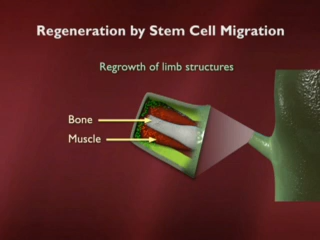 Regeneration by Stem Cell Migration
Regrowth of limb structures
Bone
Muscle